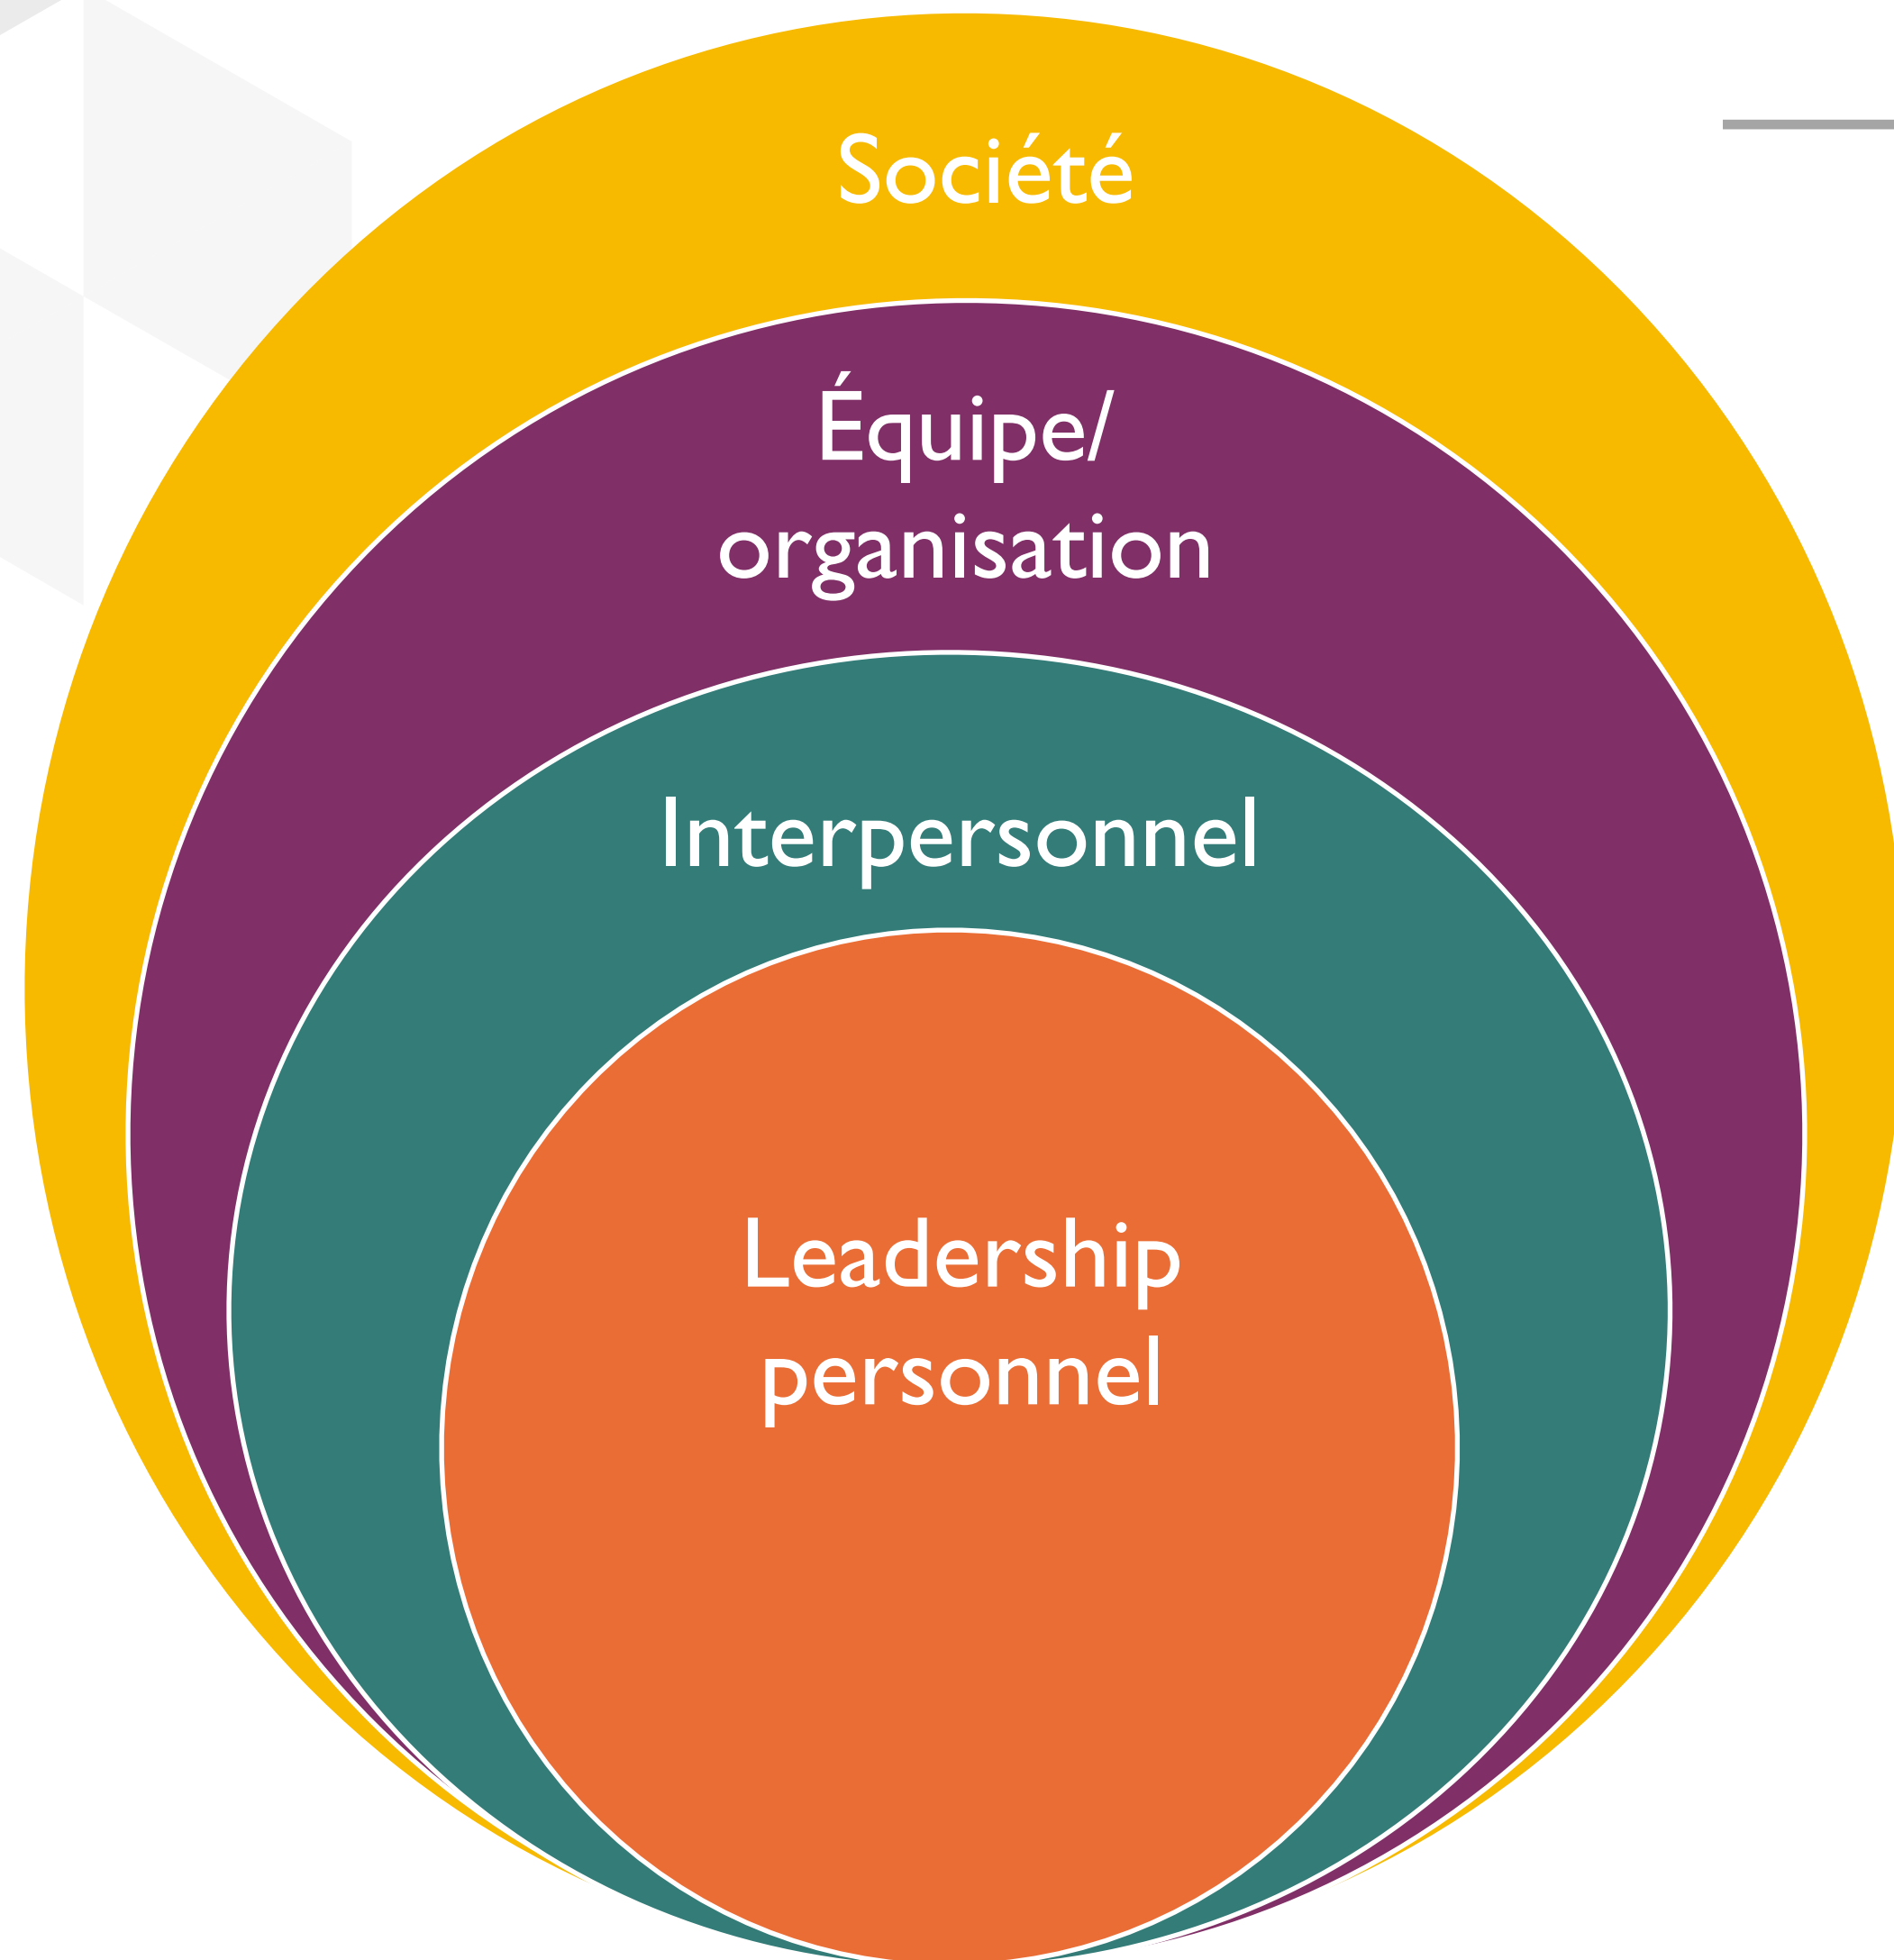 Société
Équipe/
organisation
Interpersonnel
Leadership
personnel